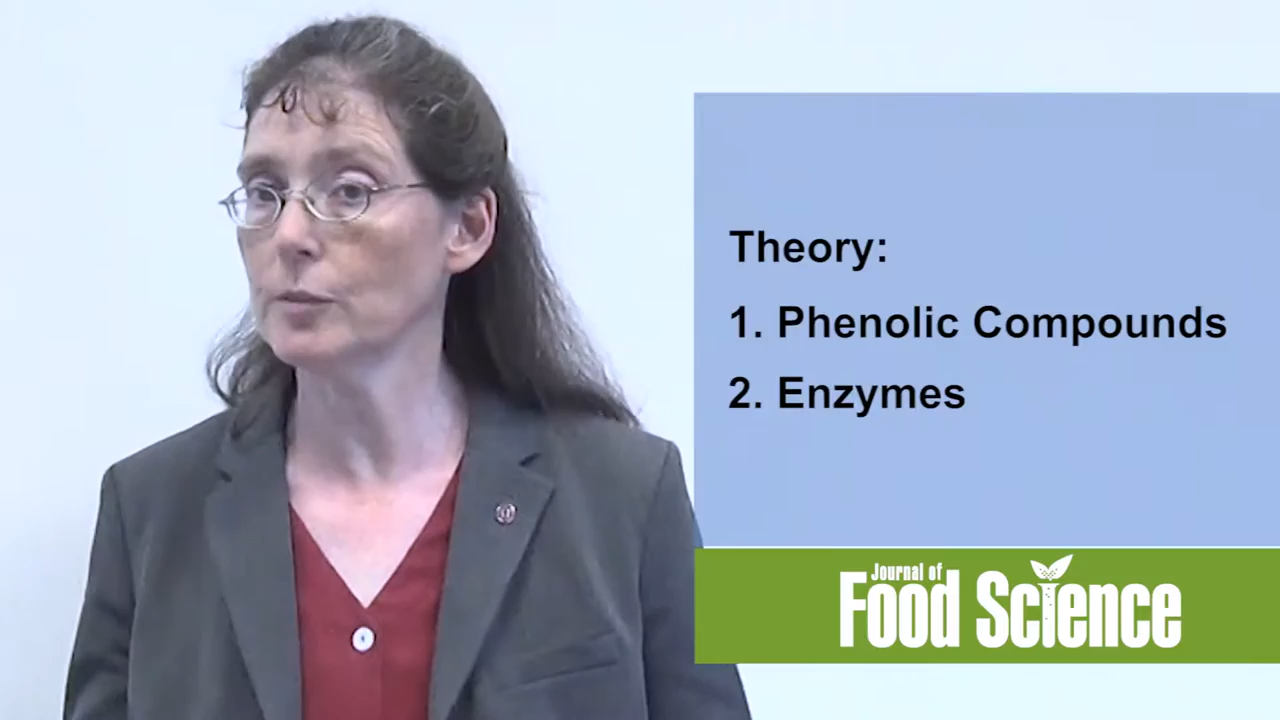 Theory:
1. Phenolic Compounds
2. Enzymes
Journal of
Food Science